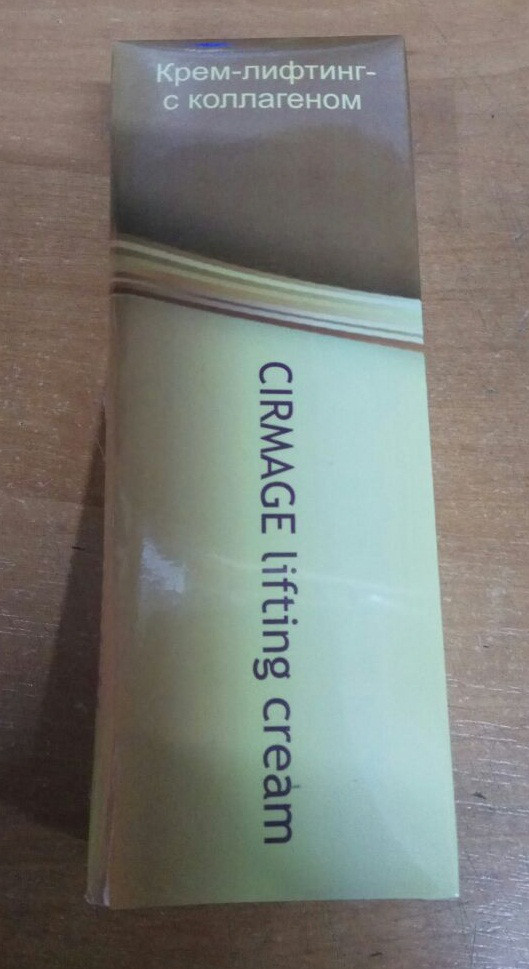 Крем-лифтинг-
с коллагеном
CIRMAGE lifting cream